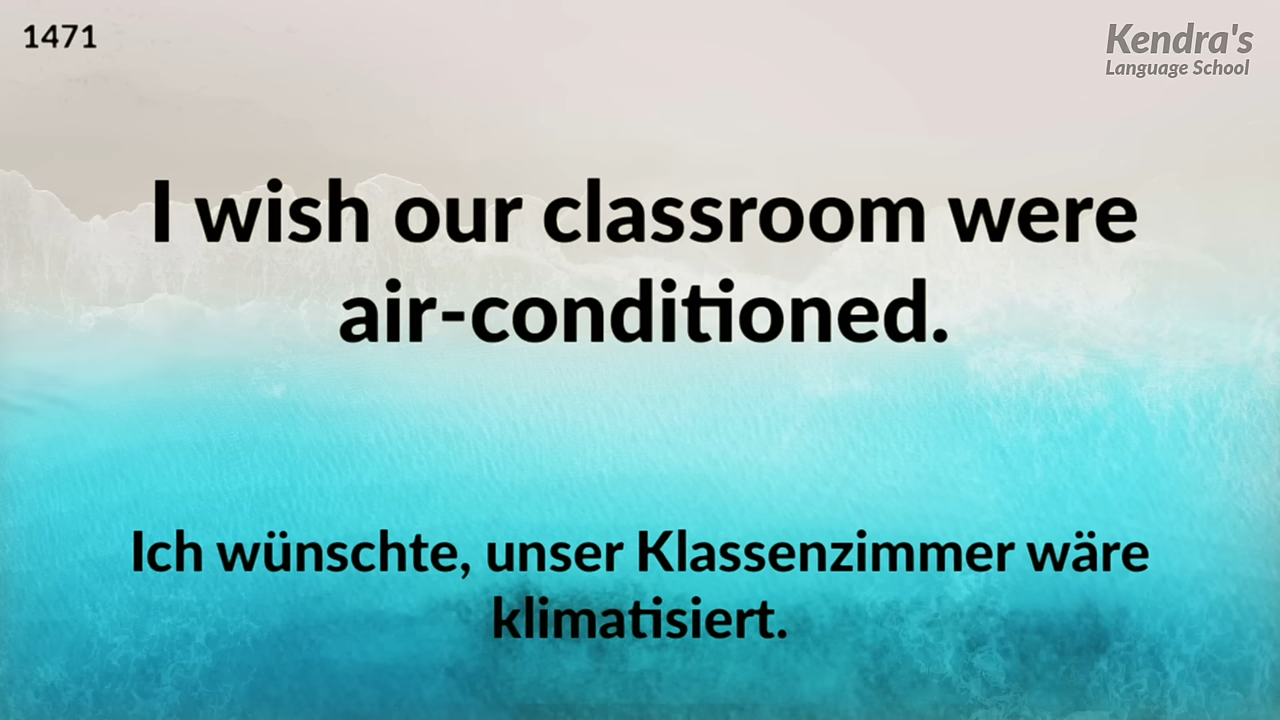 1471
Kendra's
Language School
I wish our classroom were
air-conditioned.
Ich wünschte, unser Klassenzimmer wäre
klimatisiert.